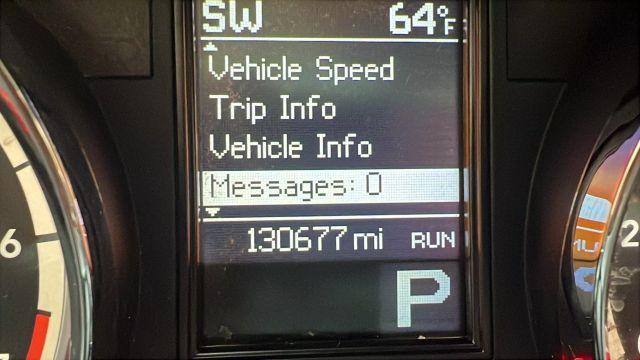 SW 64°F
Vehicle Speed
Trip Info
Vehicle Info
Messages: 0
130677 mi RUN
P
6
2